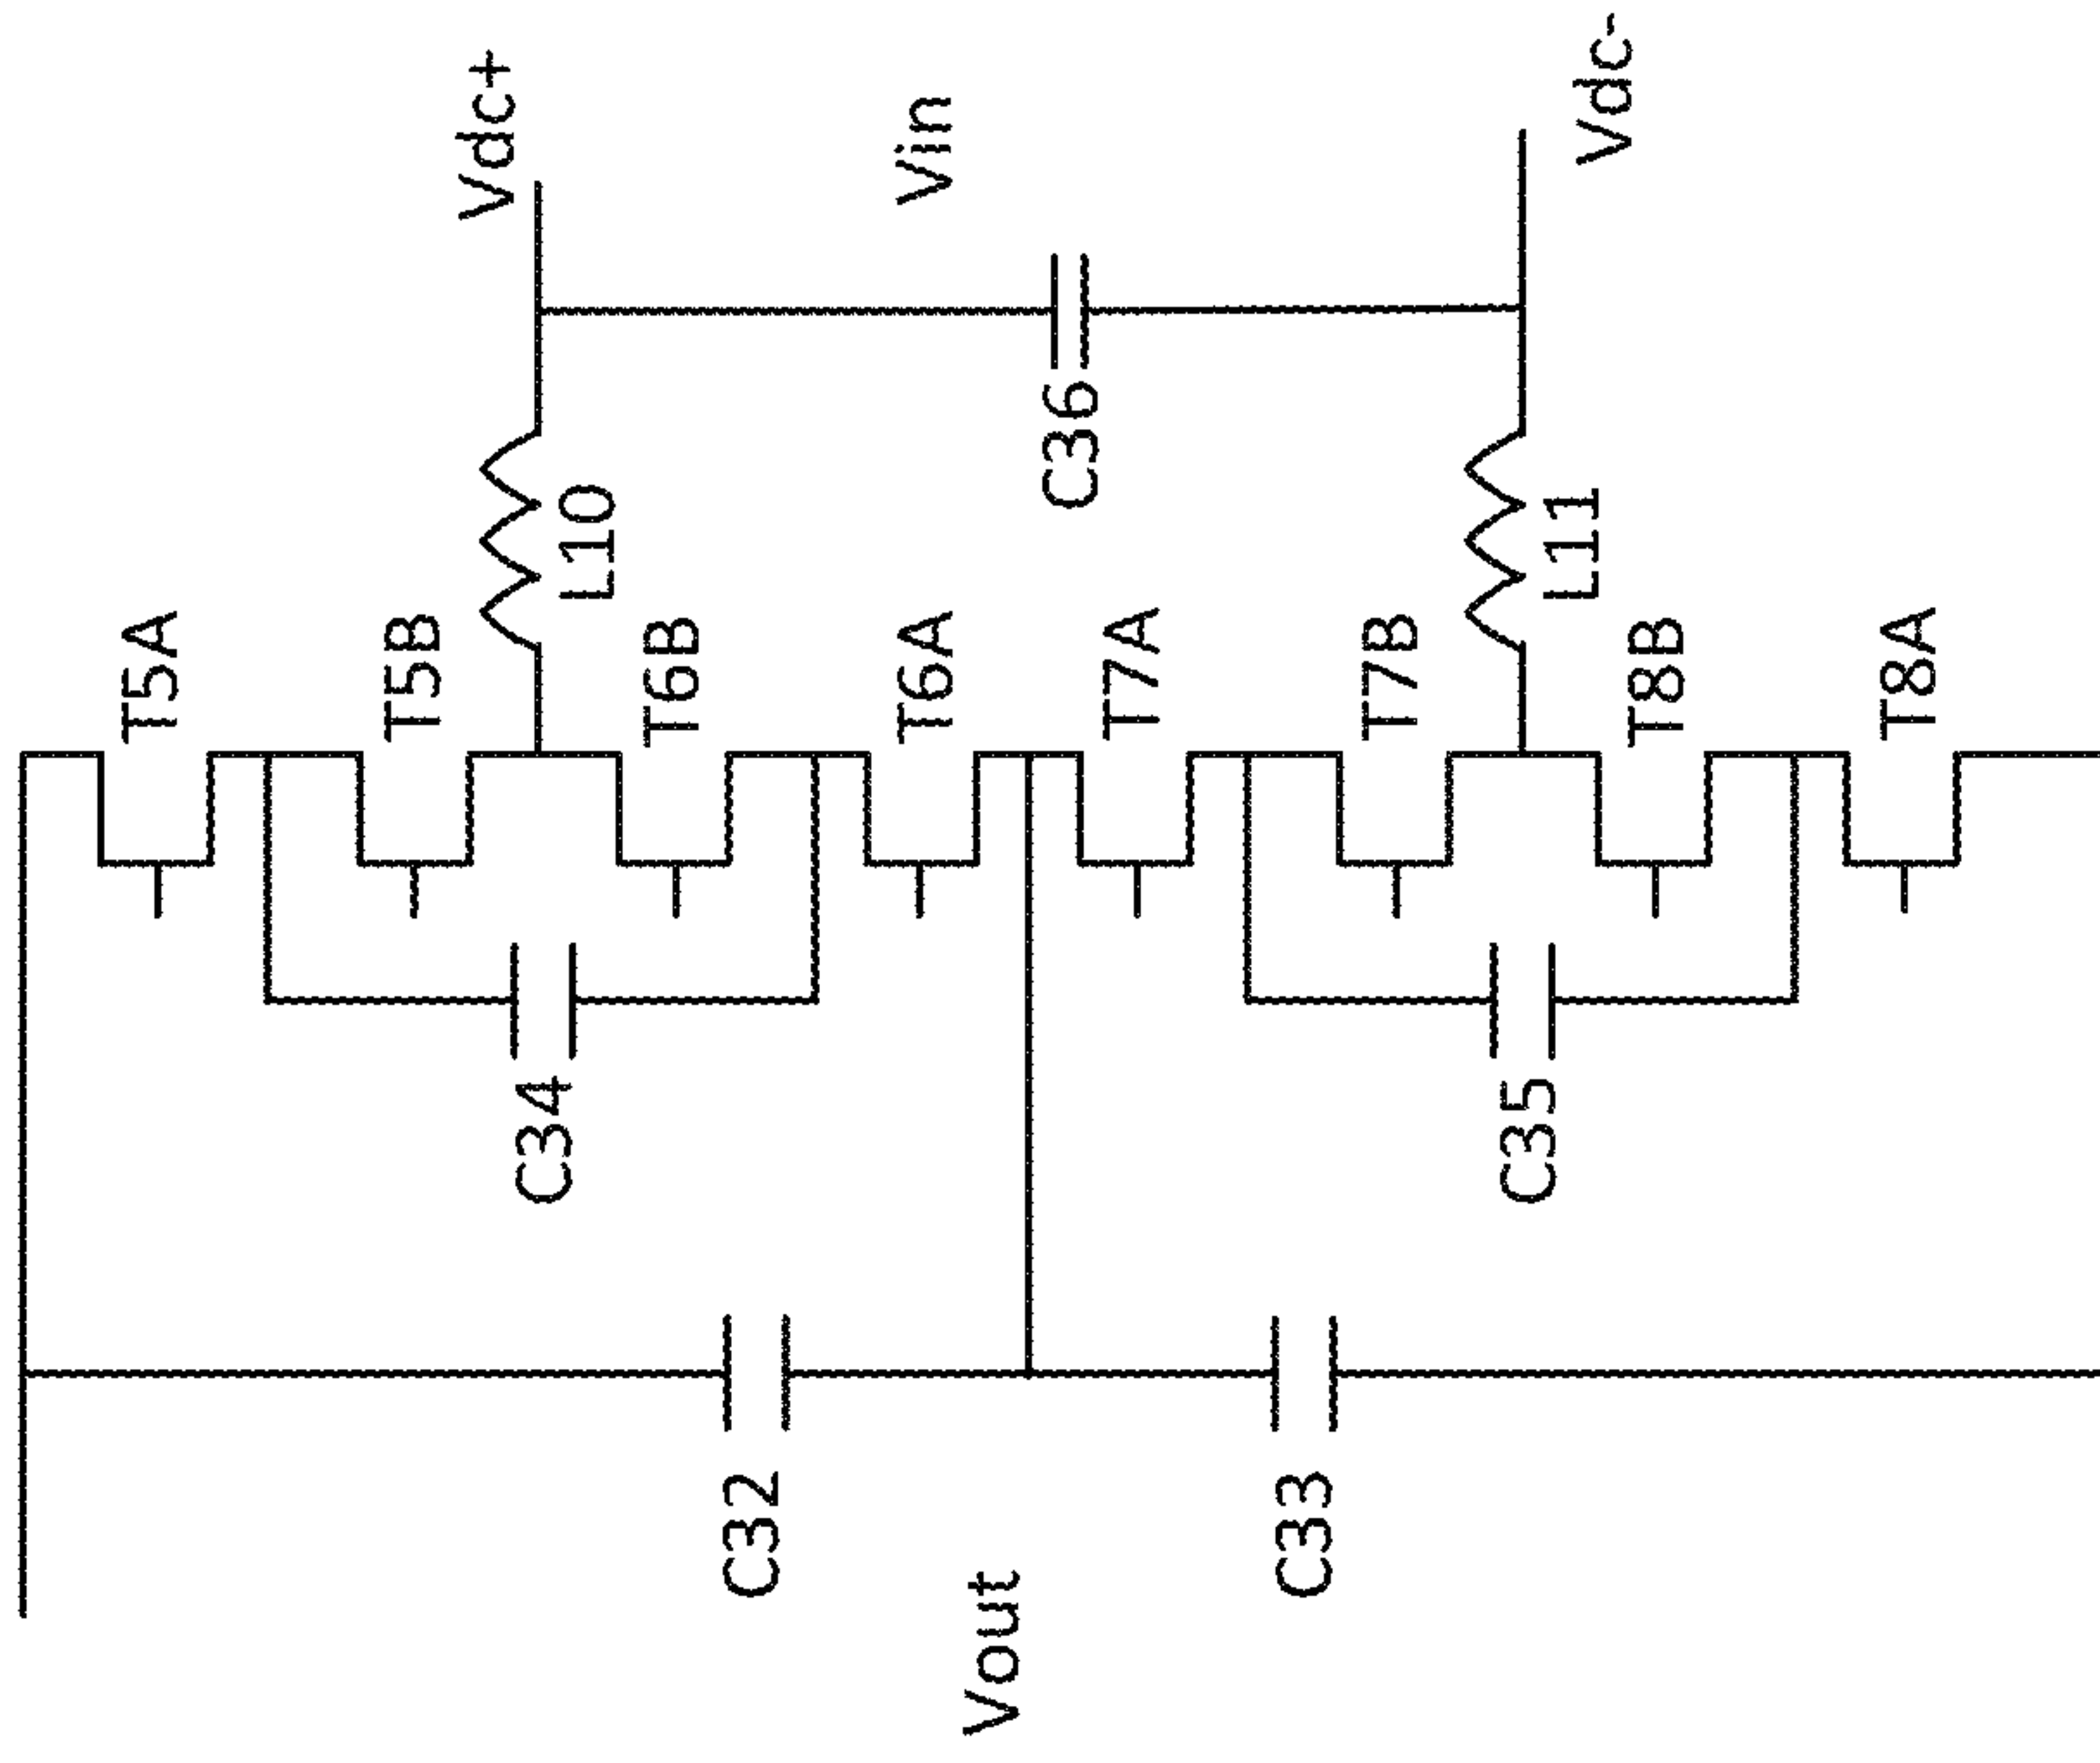 Vdc+
Vin
Vdc-
C36
L10
L11
T5A
T5B
T6B
T6A
T7A
T7B
T8B
T8A
C34
C35
C32
C33
Vout